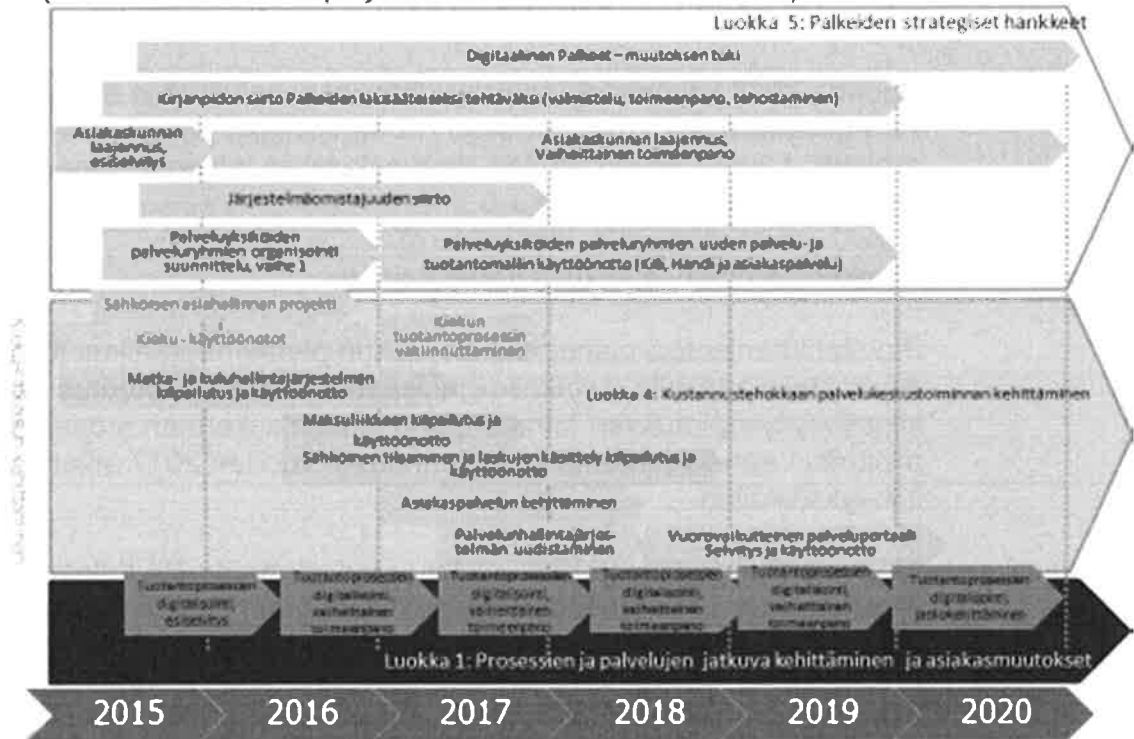 Luokka 5: Palkeiden strategiset hankkeet
Digitaalinen Palkeet – muutoksen tuki
Kirjanpidon siirto Palkeiden lakisääteiseksi tehtäväksi (valmistelu, toimeenpano, tehostaminen)
Asiakaskunnan
laajennus,
esiselvitys
Asiakaskunnan laajennus,
vaiheittainen toimeenpano
Järjestelmäomistajuuden siirto
Palveluyksiköiden
palveluryhmien organisointi
suunnittelu, vaihe 1
Palveluyksiköiden palveluryhmien uuden palvelu- ja
tuotantomallin käyttöönotto (Kili, Handi ja asiakaspalvelu)
Sähköisen asiahallinnan projekti
Kieku - käyttöönotot
Kiekun
tuotantoprosessin
vakiinnuttaminen
Matka- ja kuluhallintajärjestelmän
kilpailutus ja käyttöönotto
Luokka 4: Kustannustehokkaan palvelukeskustoiminnan kehittäminen
Maksuliikkeen kilpailutus ja
käyttöönotto
Sähköinen tilaaminen ja laskujen käsittely kilpailutus ja
käyttöönotto
Asiakaspalvelun kehittäminen
Palvelunhallintajärjes-
telmän uudistaminen
Vuorovaikutteinen palveluportaali
Selvitys ja käyttöönotto
Tuotantoprosessien
digitalisointi,
esiselvitys
Tuotantoprosessien
digitalisointi,
vaiheittainen
toimeenpano
Tuotantoprosessien
digitalisointi,
vaiheittainen
toimeenpano
Tuotantoprosessien
digitalisointi,
vaiheittainen
toimeenpano
Tuotantoprosessien
digitalisointi,
vaiheittainen
toimeenpano
Tuotantoprosessien
digitalisointi,
jatkokehittäminen
Luokka 1: Prosessien ja palvelujen jatkuva kehittäminen ja asiakasmuutokset
2015 2016 2017 2018 2019 2020